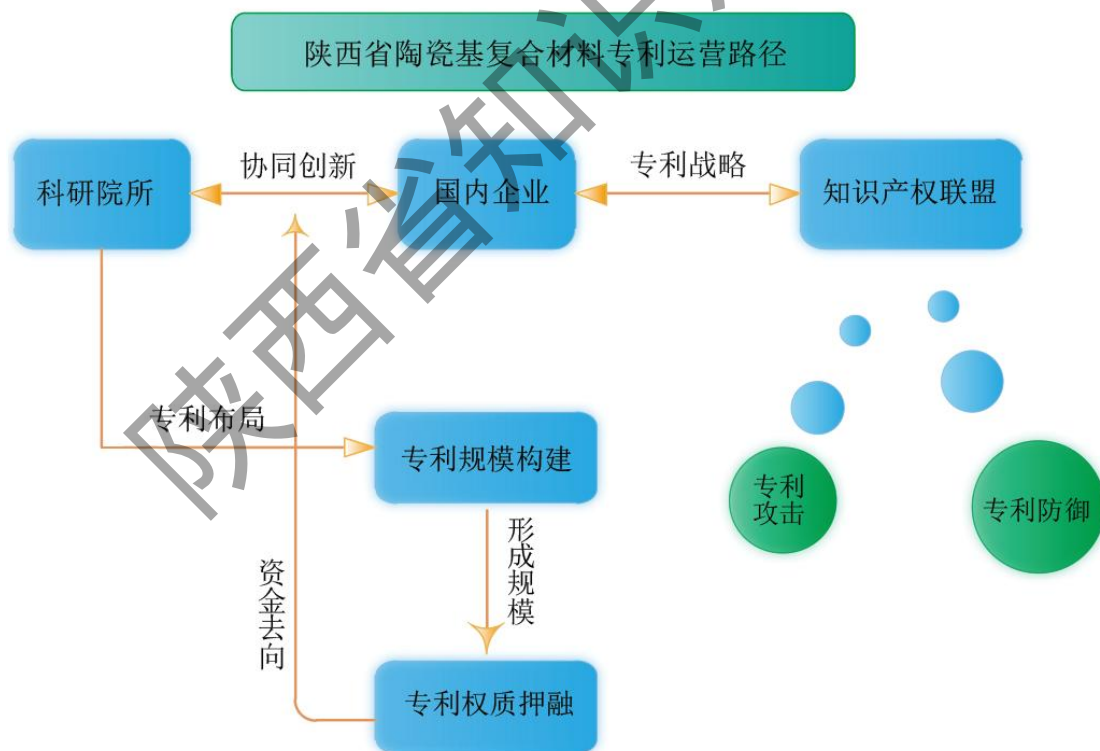 陕西省陶瓷基复合材料专利运营路径
科研院所
协同创新
国内企业
专利战略
知识产权联盟
专利布局
专利规模构建
专利
攻击
专利防御
形成规模
资金去向
专利权质押融
陕西省知识